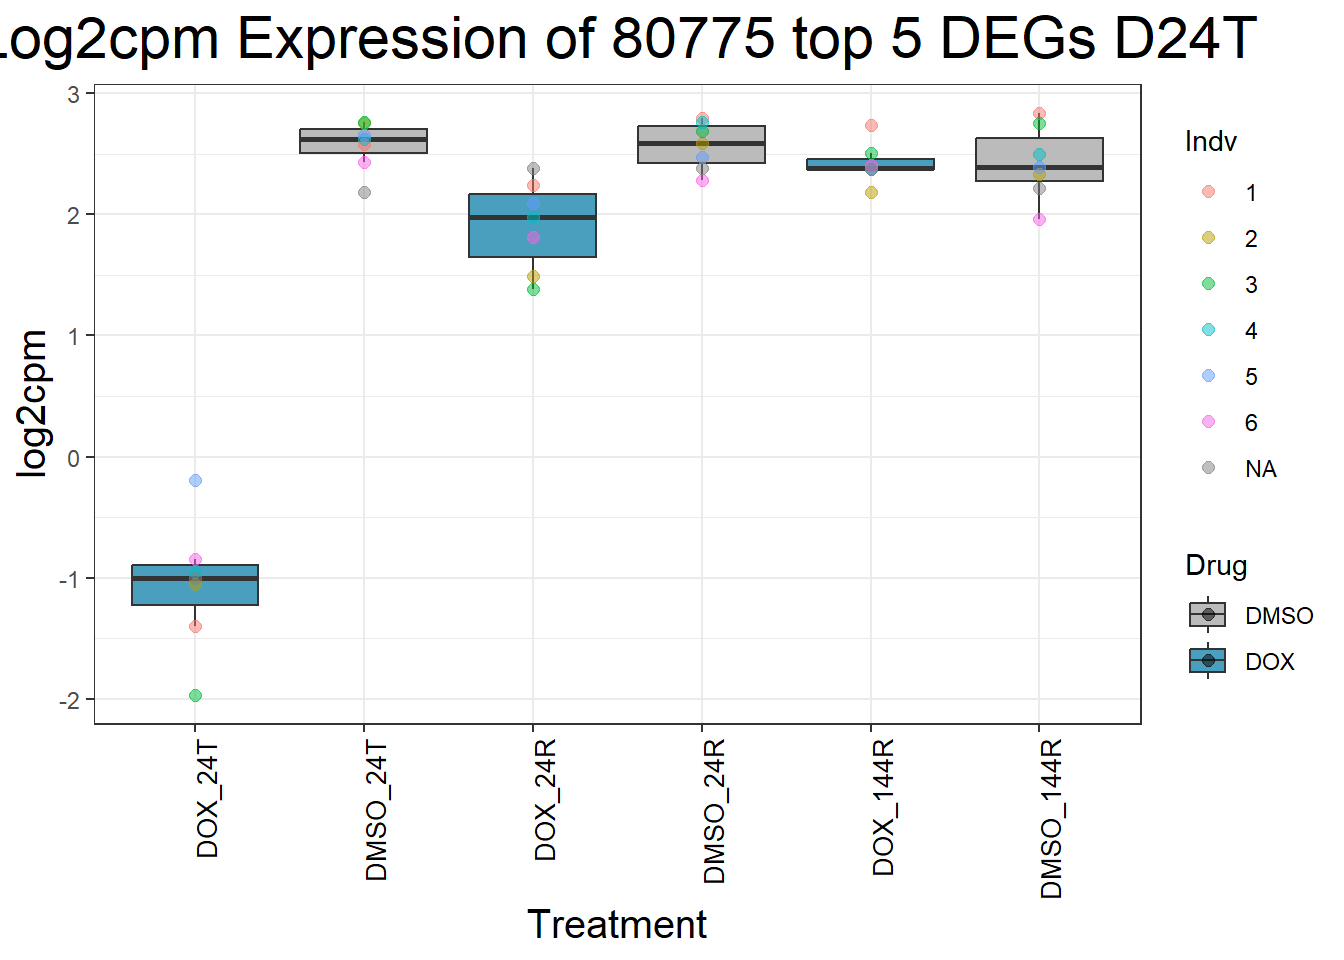 Log2cpm Expression of 80775 top 5 DEGs D24T
3
2
1
0
-1
-2
log2cpm
DOX_24T
DMSO_24T
DOX_24R
DMSO_24R
DOX_144R
DMSO_144R
Treatment
Indv
1
2
3
4
5
6
NA
Drug
DMSO
DOX